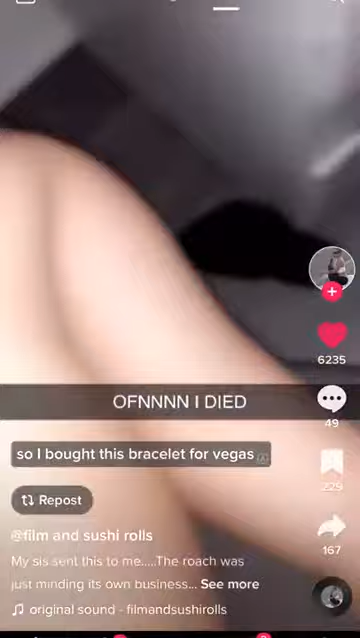 6235
OFNNNN I DIED
49
so I bought this bracelet for vegas
229
Repost
167
@film and sushi rolls
My sis sent this to me.....The roach was
just minding its own business... See more
original sound - filmandsushirolls